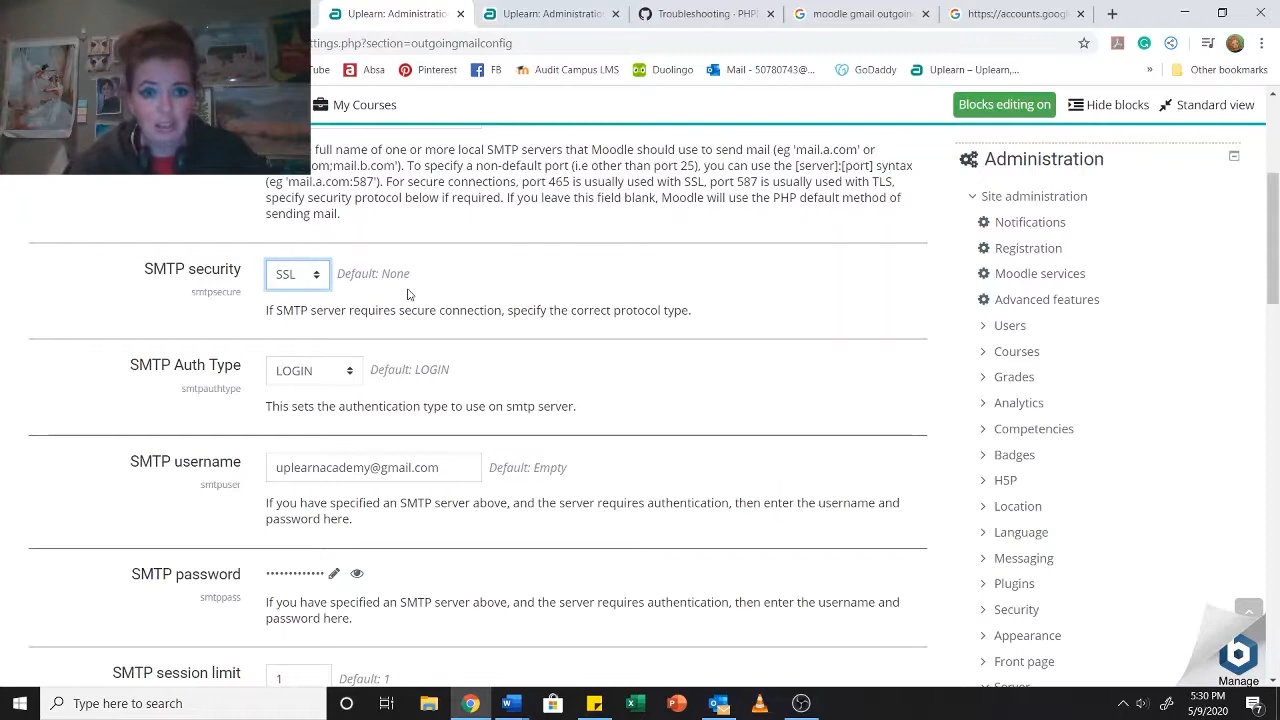 Uplearn: Administra
Uplearn: Administratio
Troubleshooting · PHPI
moodle gmail outgoin
https://accounts.googl
ttings.php?section=outgoingmailconfig
Tube
Absa
Pinterest
FB
Audit Campus LMS
Duolingo
Mail - 50780743@...
GoDaddy
Uplearn – Uplearn,...
»
Other bookmarks
My Courses
Blocks editing on
Hide blocks
Standard view
full name of one or more local SMTP servers that Moodle should use to send mail (eg 'mail.a.com' or
om;mail.b.com'). To specify a non-default port (i.e other than port 25), you can use the [server]:[port] syntax
(eg 'mail.a.com:587'). For secure connections, port 465 is usually used with SSL, port 587 is usually used with TLS,
specify security protocol below if required. If you leave this field blank, Moodle will use the PHP default method of
sending mail.
SMTP security
smtpsecure
SSL
Default: None
If SMTP server requires secure connection, specify the correct protocol type.
SMTP Auth Type
smtpauthtype
LOGIN
Default: LOGIN
This sets the authentication type to use on smtp server.
SMTP username
smtpuser
uplearnacademy@gmail.com
Default: Empty
If you have specified an SMTP server above, and the server requires authentication, then enter the username and
password here.
SMTP password
smtppass
•••••••••••••
If you have specified an SMTP server above, and the server requires authentication, then enter the username and
password here.
SMTP session limit
1
Default: 1
Administration
Site administration
Notifications
Registration
Moodle services
Advanced features
Users
Courses
Grades
Analytics
Competencies
Badges
H5P
Location
Language
Messaging
Plugins
Security
Appearance
Front page
Server
Manage
Type here to search
5:30 PM
5/9/2020
7